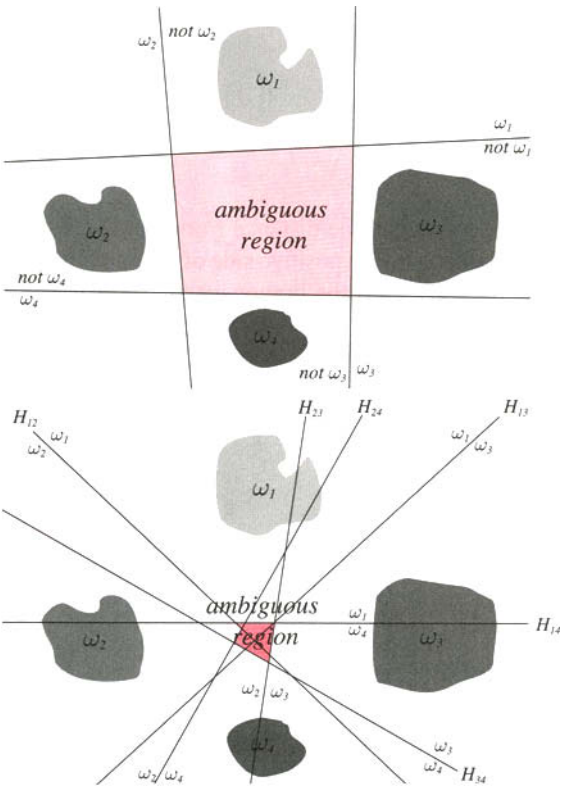 ω₂ not ω₂
ω₁
ω₁
not ω₁
ambiguous
region
ω₂
ω₃
not ω₄
ω₄
ω₄
not ω₃ ω₃
H₁₂
H₂₃
H₂₄
H₁₃
ω₁
ω₂
ω₁ ω₃
ω₁
ambiguous
region
ω₁
ω₄
H₁₄
ω₂
ω₃
ω₂ ω₃
ω₄
ω₃
ω₄
H₃₄
ω₂ ω₄